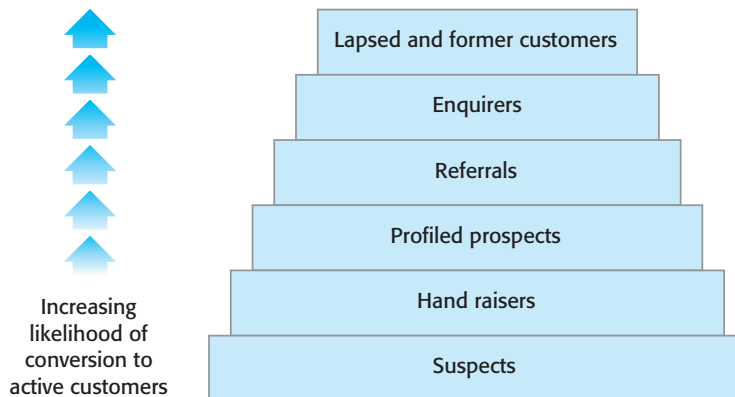 Lapsed and former customers
Enquirers
Referrals
Profiled prospects
Hand raisers
Suspects
Increasing
likelihood of
conversion to
active customers